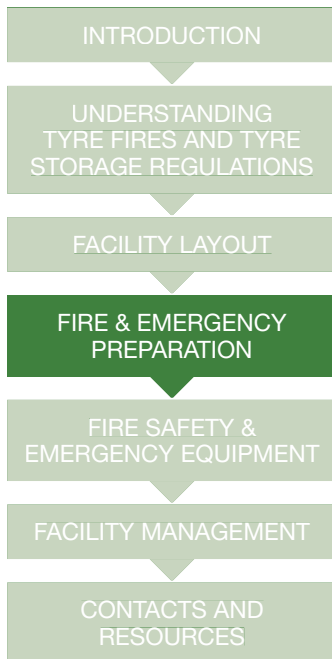 INTRODUCTION
UNDERSTANDING
TYRE FIRES AND TYRE
STORAGE REGULATIONS
FACILITY LAYOUT
FIRE & EMERGENCY
PREPARATION
FIRE SAFETY &
EMERGENCY EQUIPMENT
FACILITY MANAGEMENT
CONTACTS AND
RESOURCES